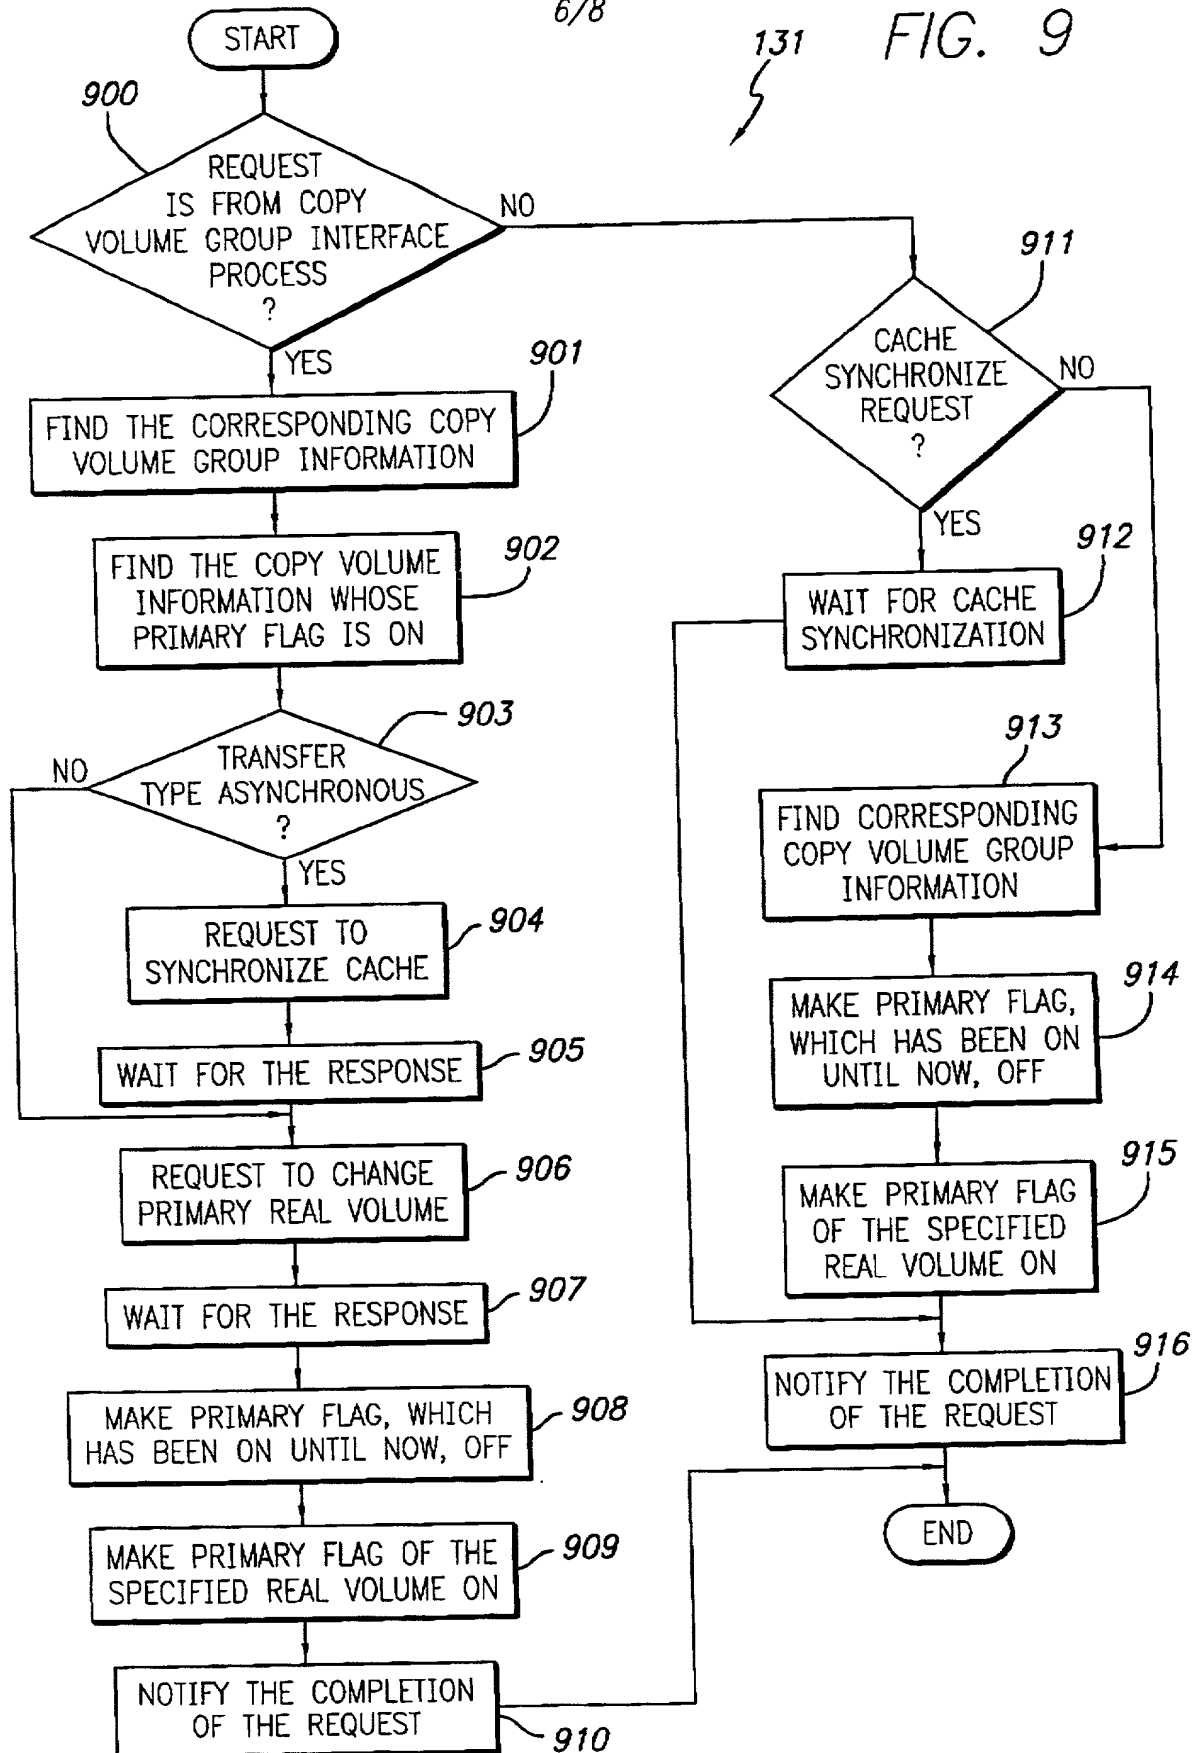 6/8
FIG. 9
131
START
900
REQUEST
IS FROM COPY
VOLUME GROUP INTERFACE
PROCESS
?
NO
YES
901
FIND THE CORRESPONDING COPY
VOLUME GROUP INFORMATION
902
FIND THE COPY VOLUME
INFORMATION WHOSE
PRIMARY FLAG IS ON
903
TRANSFER
TYPE ASYNCHRONOUS
?
NO
YES
904
REQUEST TO
SYNCHRONIZE CACHE
905
WAIT FOR THE RESPONSE
906
REQUEST TO CHANGE
PRIMARY REAL VOLUME
907
WAIT FOR THE RESPONSE
908
MAKE PRIMARY FLAG, WHICH
HAS BEEN ON UNTIL NOW, OFF
909
MAKE PRIMARY FLAG OF THE
SPECIFIED REAL VOLUME ON
NOTIFY THE COMPLETION
OF THE REQUEST
910
911
CACHE
SYNCHRONIZE
REQUEST
?
NO
YES
912
WAIT FOR CACHE
SYNCHRONIZATION
913
FIND CORRESPONDING
COPY VOLUME GROUP
INFORMATION
914
MAKE PRIMARY FLAG,
WHICH HAS BEEN ON
UNTIL NOW, OFF
915
MAKE PRIMARY FLAG
OF THE SPECIFIED
REAL VOLUME ON
916
NOTIFY THE COMPLETION
OF THE REQUEST
END